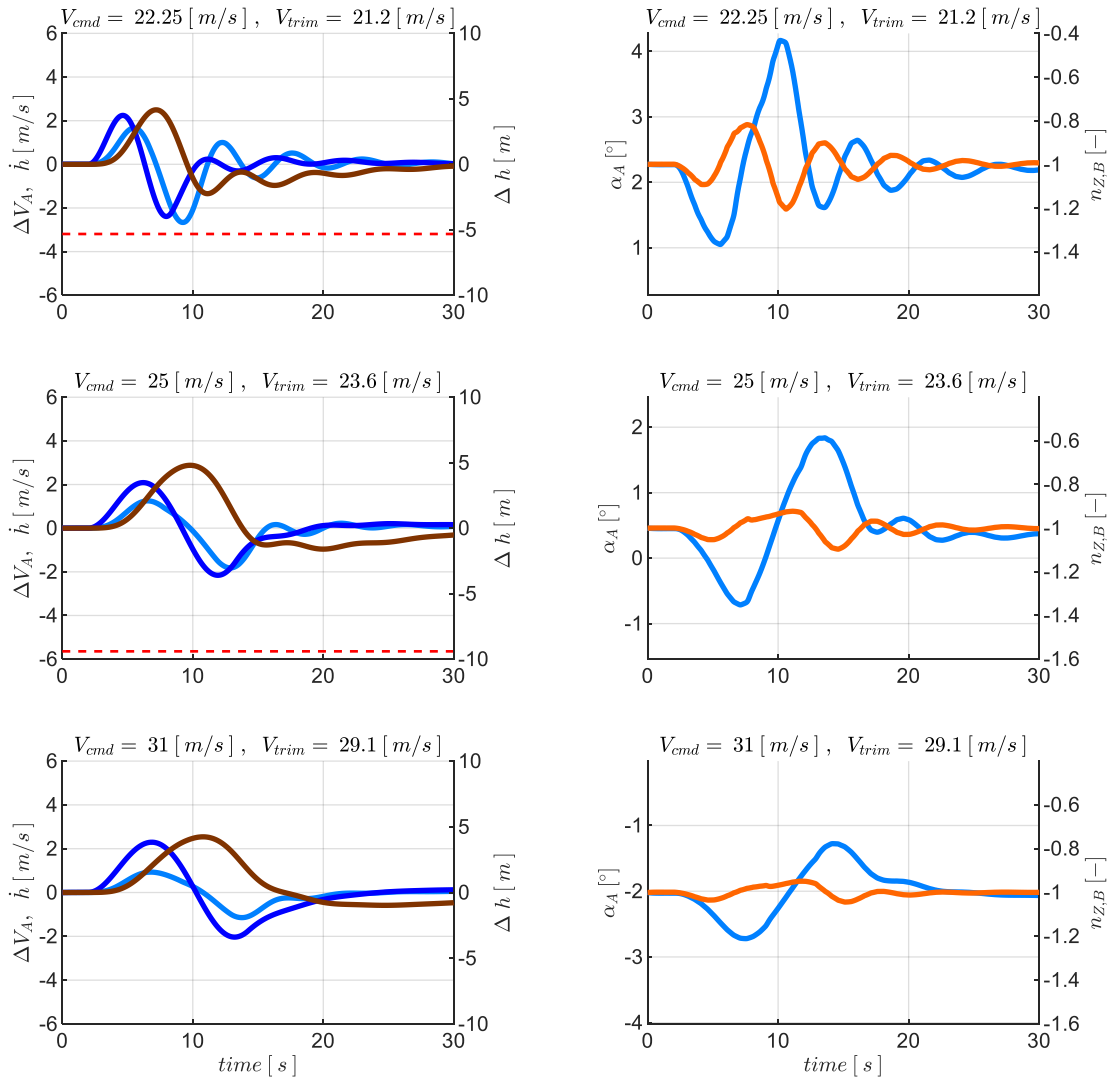 V_cmd = 22.25 [ m/s ] ,  V_trim = 21.2 [ m/s ]
6
4
2
0
-2
-4
-6
ΔV_A, ḣ [ m/s ]
10
5
0
-5
-10
Δ h [ m ]
0 10 20 30
V_cmd = 22.25 [ m/s ] ,  V_trim = 21.2 [ m/s ]
4
3
2
1
α_A [°]
-0.4
-0.6
-0.8
-1
-1.2
-1.4
n_Z,B [−]
0 10 20 30
V_cmd = 25 [ m/s ] ,  V_trim = 23.6 [ m/s ]
6
4
2
0
-2
-4
-6
ΔV_A, ḣ [ m/s ]
10
5
0
-5
-10
Δ h [ m ]
0 10 20 30
V_cmd = 25 [ m/s ] ,  V_trim = 23.6 [ m/s ]
2
1
0
-1
α_A [°]
-0.6
-0.8
-1
-1.2
-1.4
-1.6
n_Z,B [−]
0 10 20 30
V_cmd = 31 [ m/s ] ,  V_trim = 29.1 [ m/s ]
6
4
2
0
-2
-4
-6
ΔV_A, ḣ [ m/s ]
10
5
0
-5
-10
Δ h [ m ]
0 10 20 30
time [ s ]
V_cmd = 31 [ m/s ] ,  V_trim = 29.1 [ m/s ]
-1
-2
-3
-4
α_A [°]
-0.6
-0.8
-1
-1.2
-1.4
-1.6
n_Z,B [−]
0 10 20 30
time [ s ]